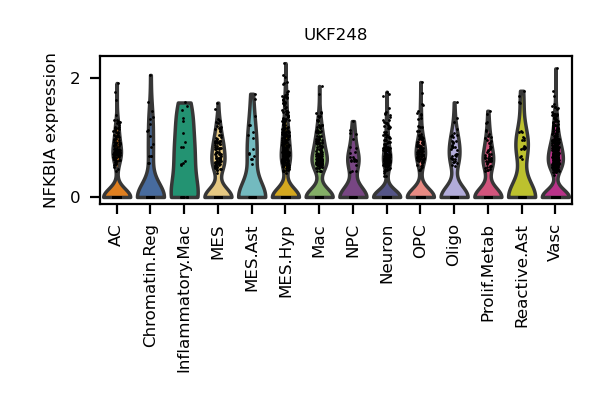 UKF248
NFKBIA expression
2
0
AC
Chromatin.Reg
Inflammatory.Mac
MES
MES.Ast
MES.Hyp
Mac
NPC
Neuron
OPC
Oligo
Prolif.Metab
Reactive.Ast
Vasc